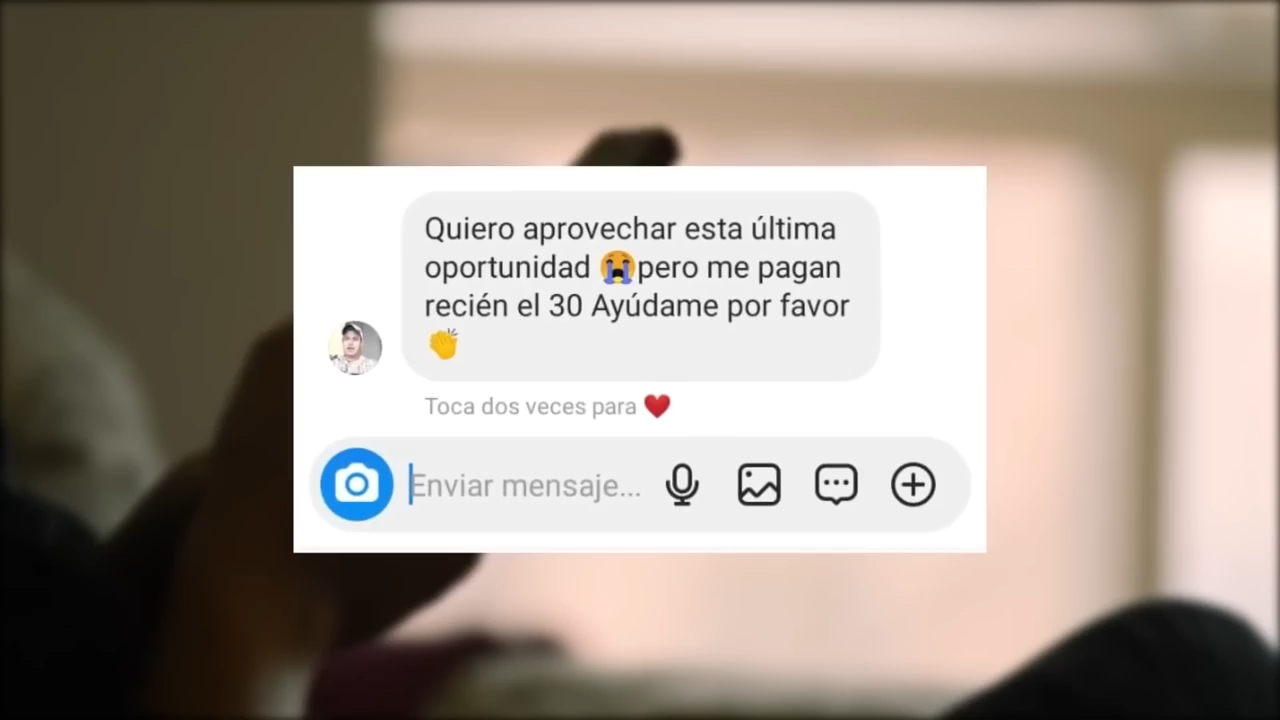 Quiero aprovechar esta última
oportunidad 😭pero me pagan
recién el 30 Ayúdame por favor
👏
Toca dos veces para ❤️
Enviar mensaje...